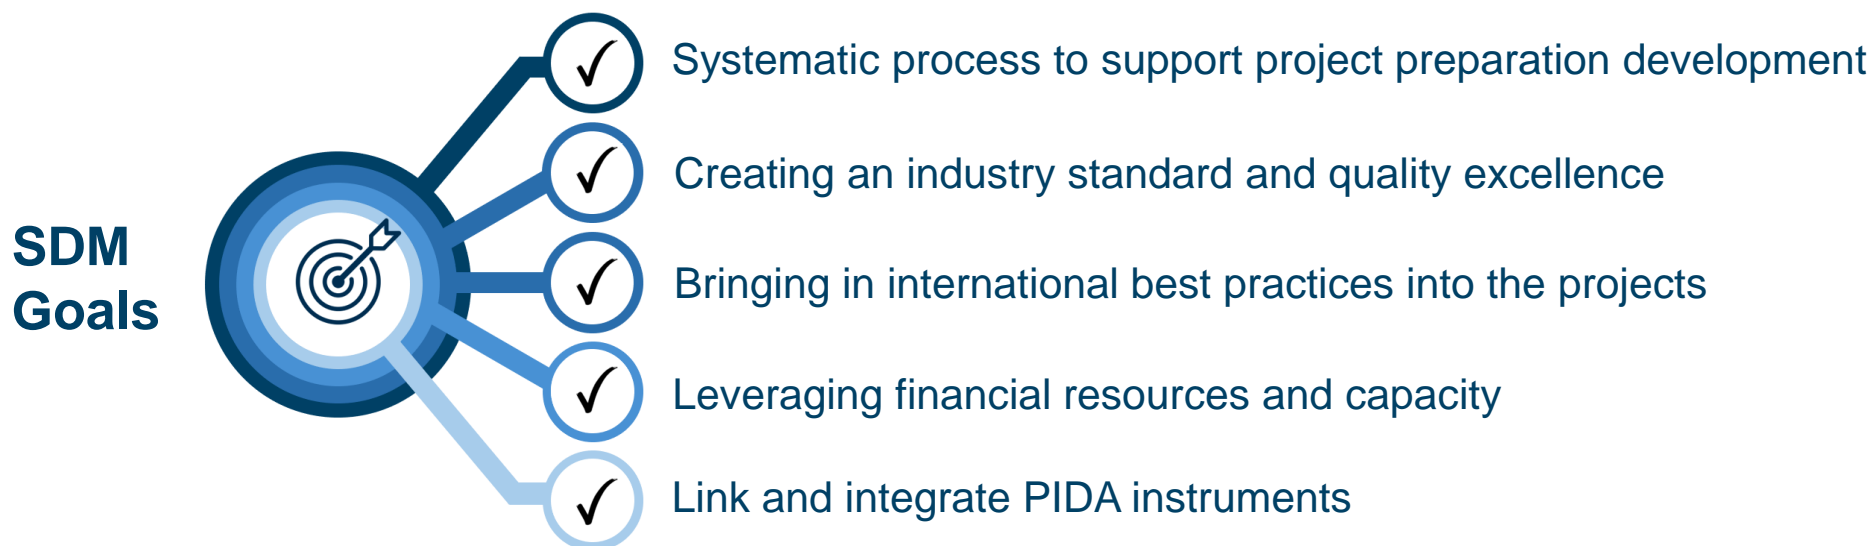 SDM
Goals
Systematic process to support project preparation development
Creating an industry standard and quality excellence
Bringing in international best practices into the projects
Leveraging financial resources and capacity
Link and integrate PIDA instruments